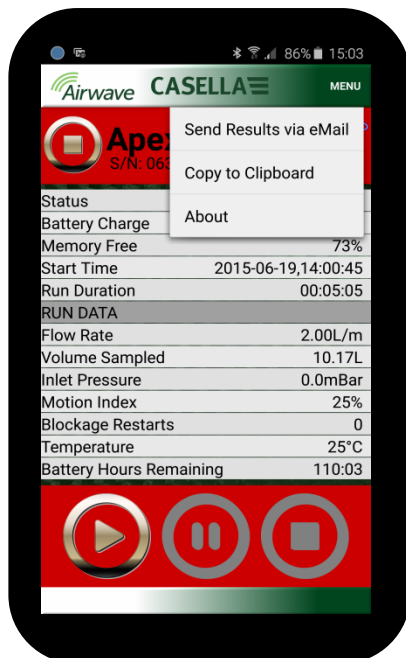 86% 15:03
Airwave CASELLA MENU
Send Results via eMail
Copy to Clipboard
About
S/N:
Status
Battery Charge
Memory Free 73%
Start Time 2015-06-19,14:00:45
Run Duration 00:05:05
RUN DATA
Flow Rate 2.00L/m
Volume Sampled 10.17L
Inlet Pressure 0.0mBar
Motion Index 25%
Blockage Restarts 0
Temperature 25°C
Battery Hours Remaining 110:03